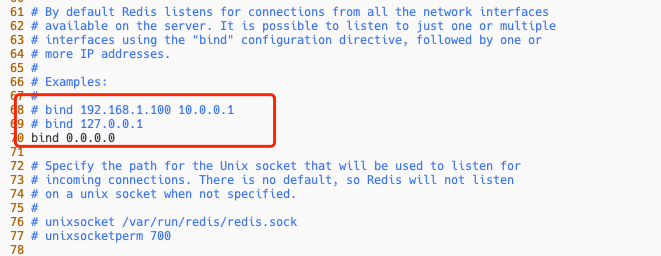 61 # By default Redis listens for connections from all the network interfaces
62 # available on the server. It is possible to listen to just one or multiple
63 # interfaces using the "bind" configuration directive, followed by one or
64 # more IP addresses.
65 #
66 # Examples:
67 #
68 # bind 192.168.1.100 10.0.0.1
69 # bind 127.0.0.1
70 bind 0.0.0.0
71
72 # Specify the path for the Unix socket that will be used to listen for
73 # incoming connections. There is no default, so Redis will not listen
74 # on a unix socket when not specified.
75 #
76 # unixsocket /var/run/redis/redis.sock
77 # unixsocketperm 700
78